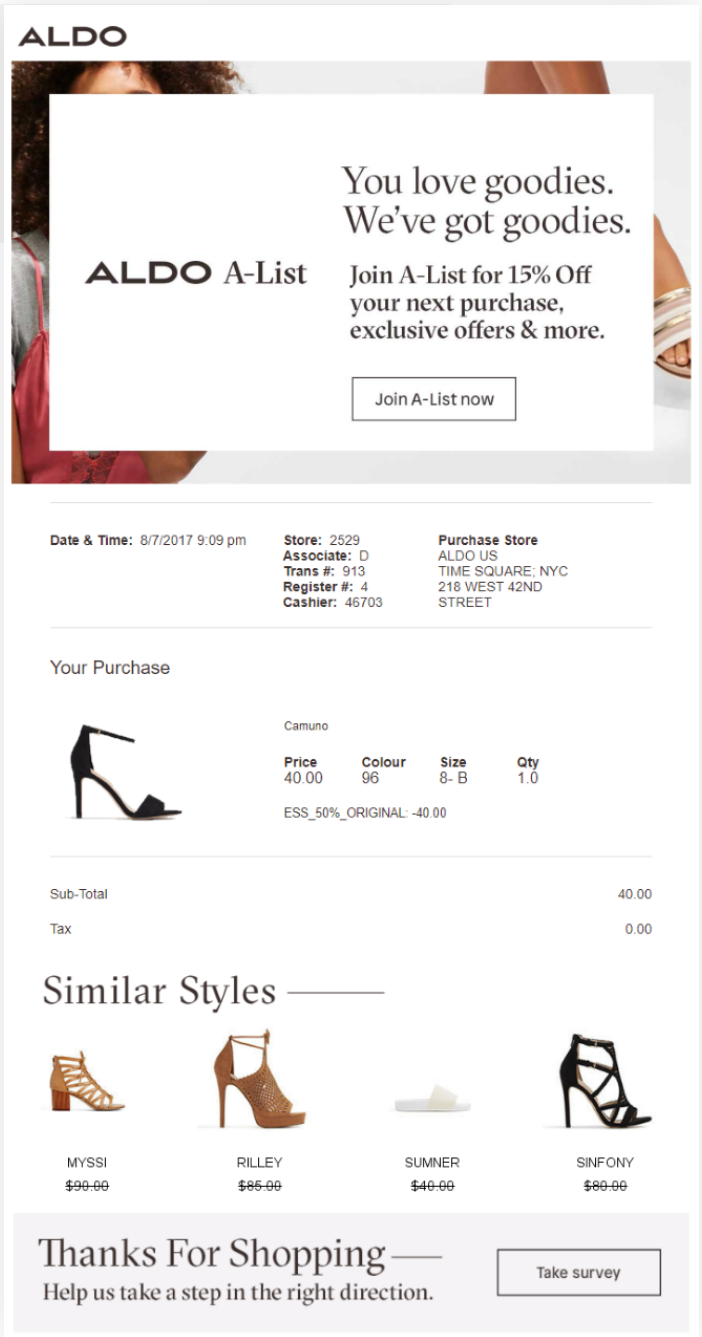 ALDO
You love goodies.
We've got goodies.
ALDO A-List
Join A-List for 15% Off
your next purchase,
exclusive offers & more.
Join A-List now
Date & Time: 8/7/2017 9:09 pm
Store: 2529
Associate: D
Trans #: 913
Register #: 4
Cashier: 46703
Purchase Store
ALDO US
TIME SQUARE; NYC
218 WEST 42ND
STREET
Your Purchase
Camuno
Price Colour Size Qty
40.00 96 8- B 1.0
ESS_50%_ORIGINAL: -40.00
Sub-Total 40.00
Tax 0.00
Similar Styles
MYSSI RILLEY SUMNER SINFONY
$90.00 $85.00 $40.00 $80.00
Thanks For Shopping
Help us take a step in the right direction.
Take survey